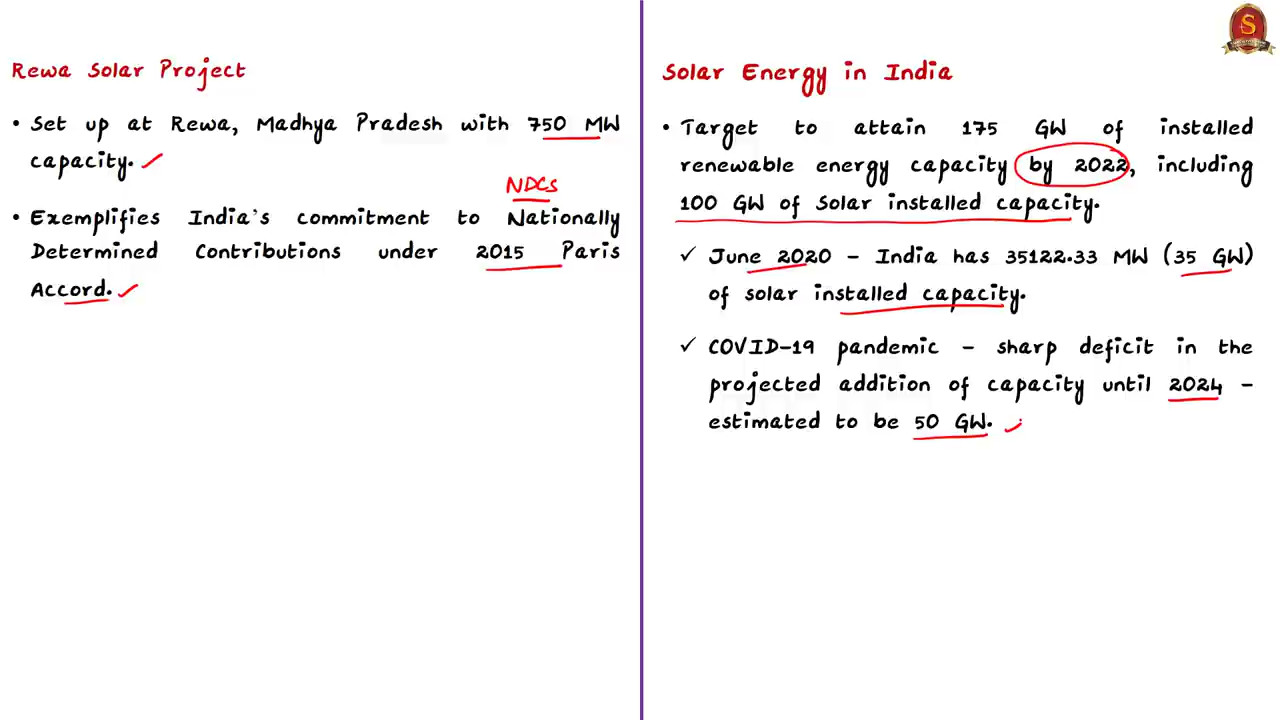 Rewa Solar Project
• Set up at Rewa, Madhya Pradesh with 750 MW
capacity.
NDCs
• Exemplifies India's commitment to Nationally
Determined Contributions under 2015 Paris
Accord.
Solar Energy in India
• Target to attain 175 GW of installed
renewable energy capacity by 2022, including
100 GW of Solar installed capacity.
✓ June 2020 – India has 35122.33 MW (35 GW)
of solar installed capacity.
✓ COVID-19 pandemic – sharp deficit in the
projected addition of capacity until 2024 –
estimated to be 50 GW.
S